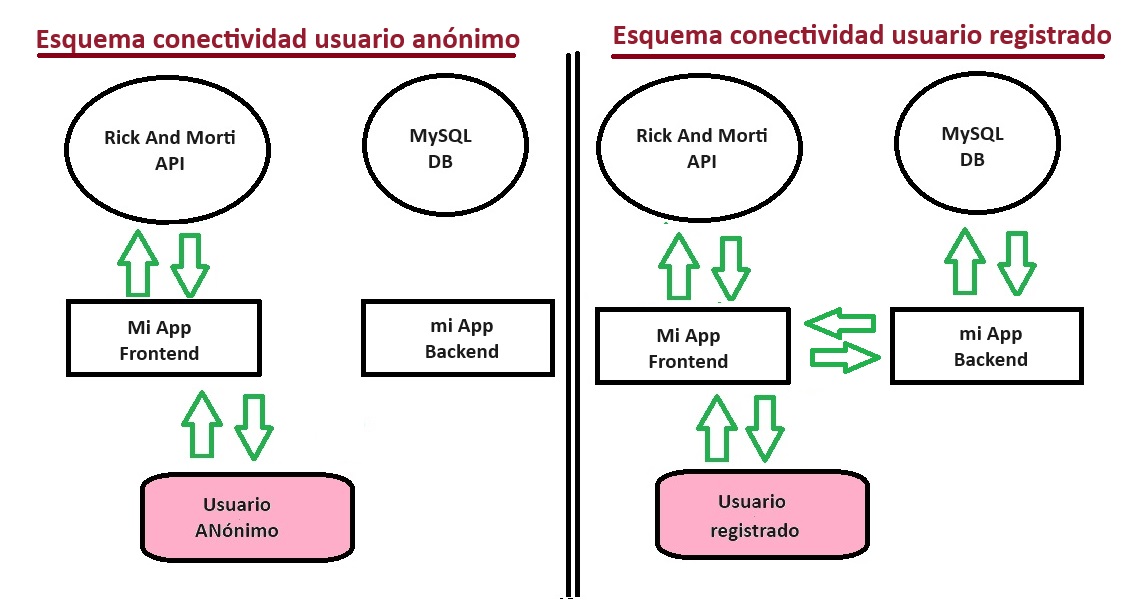 Esquema conectividad usuario anónimo
Rick And Morti
API
MySQL
DB
Mi App
Frontend
mi App
Backend
Usuario
ANónimo
Esquema conectividad usuario registrado
Rick And Morti
API
MySQL
DB
Mi App
Frontend
mi App
Backend
Usuario
registrado